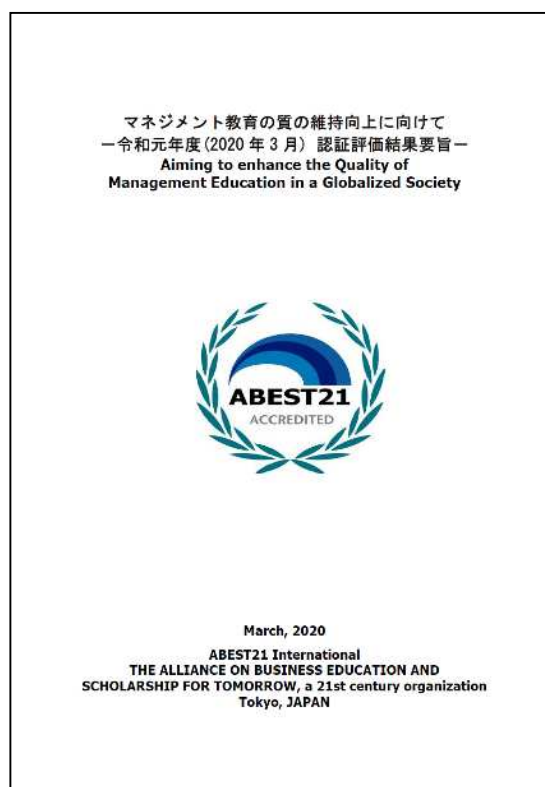 マネジメント教育の質の維持向上に向けて
－令和元年度(2020年3月) 認証評価結果要旨－
Aiming to enhance the Quality of
Management Education in a Globalized Society
ABEST21
ACCREDITED
March, 2020
ABEST21 International
THE ALLIANCE ON BUSINESS EDUCATION AND
SCHOLARSHIP FOR TOMORROW, a 21st century organization
Tokyo, JAPAN